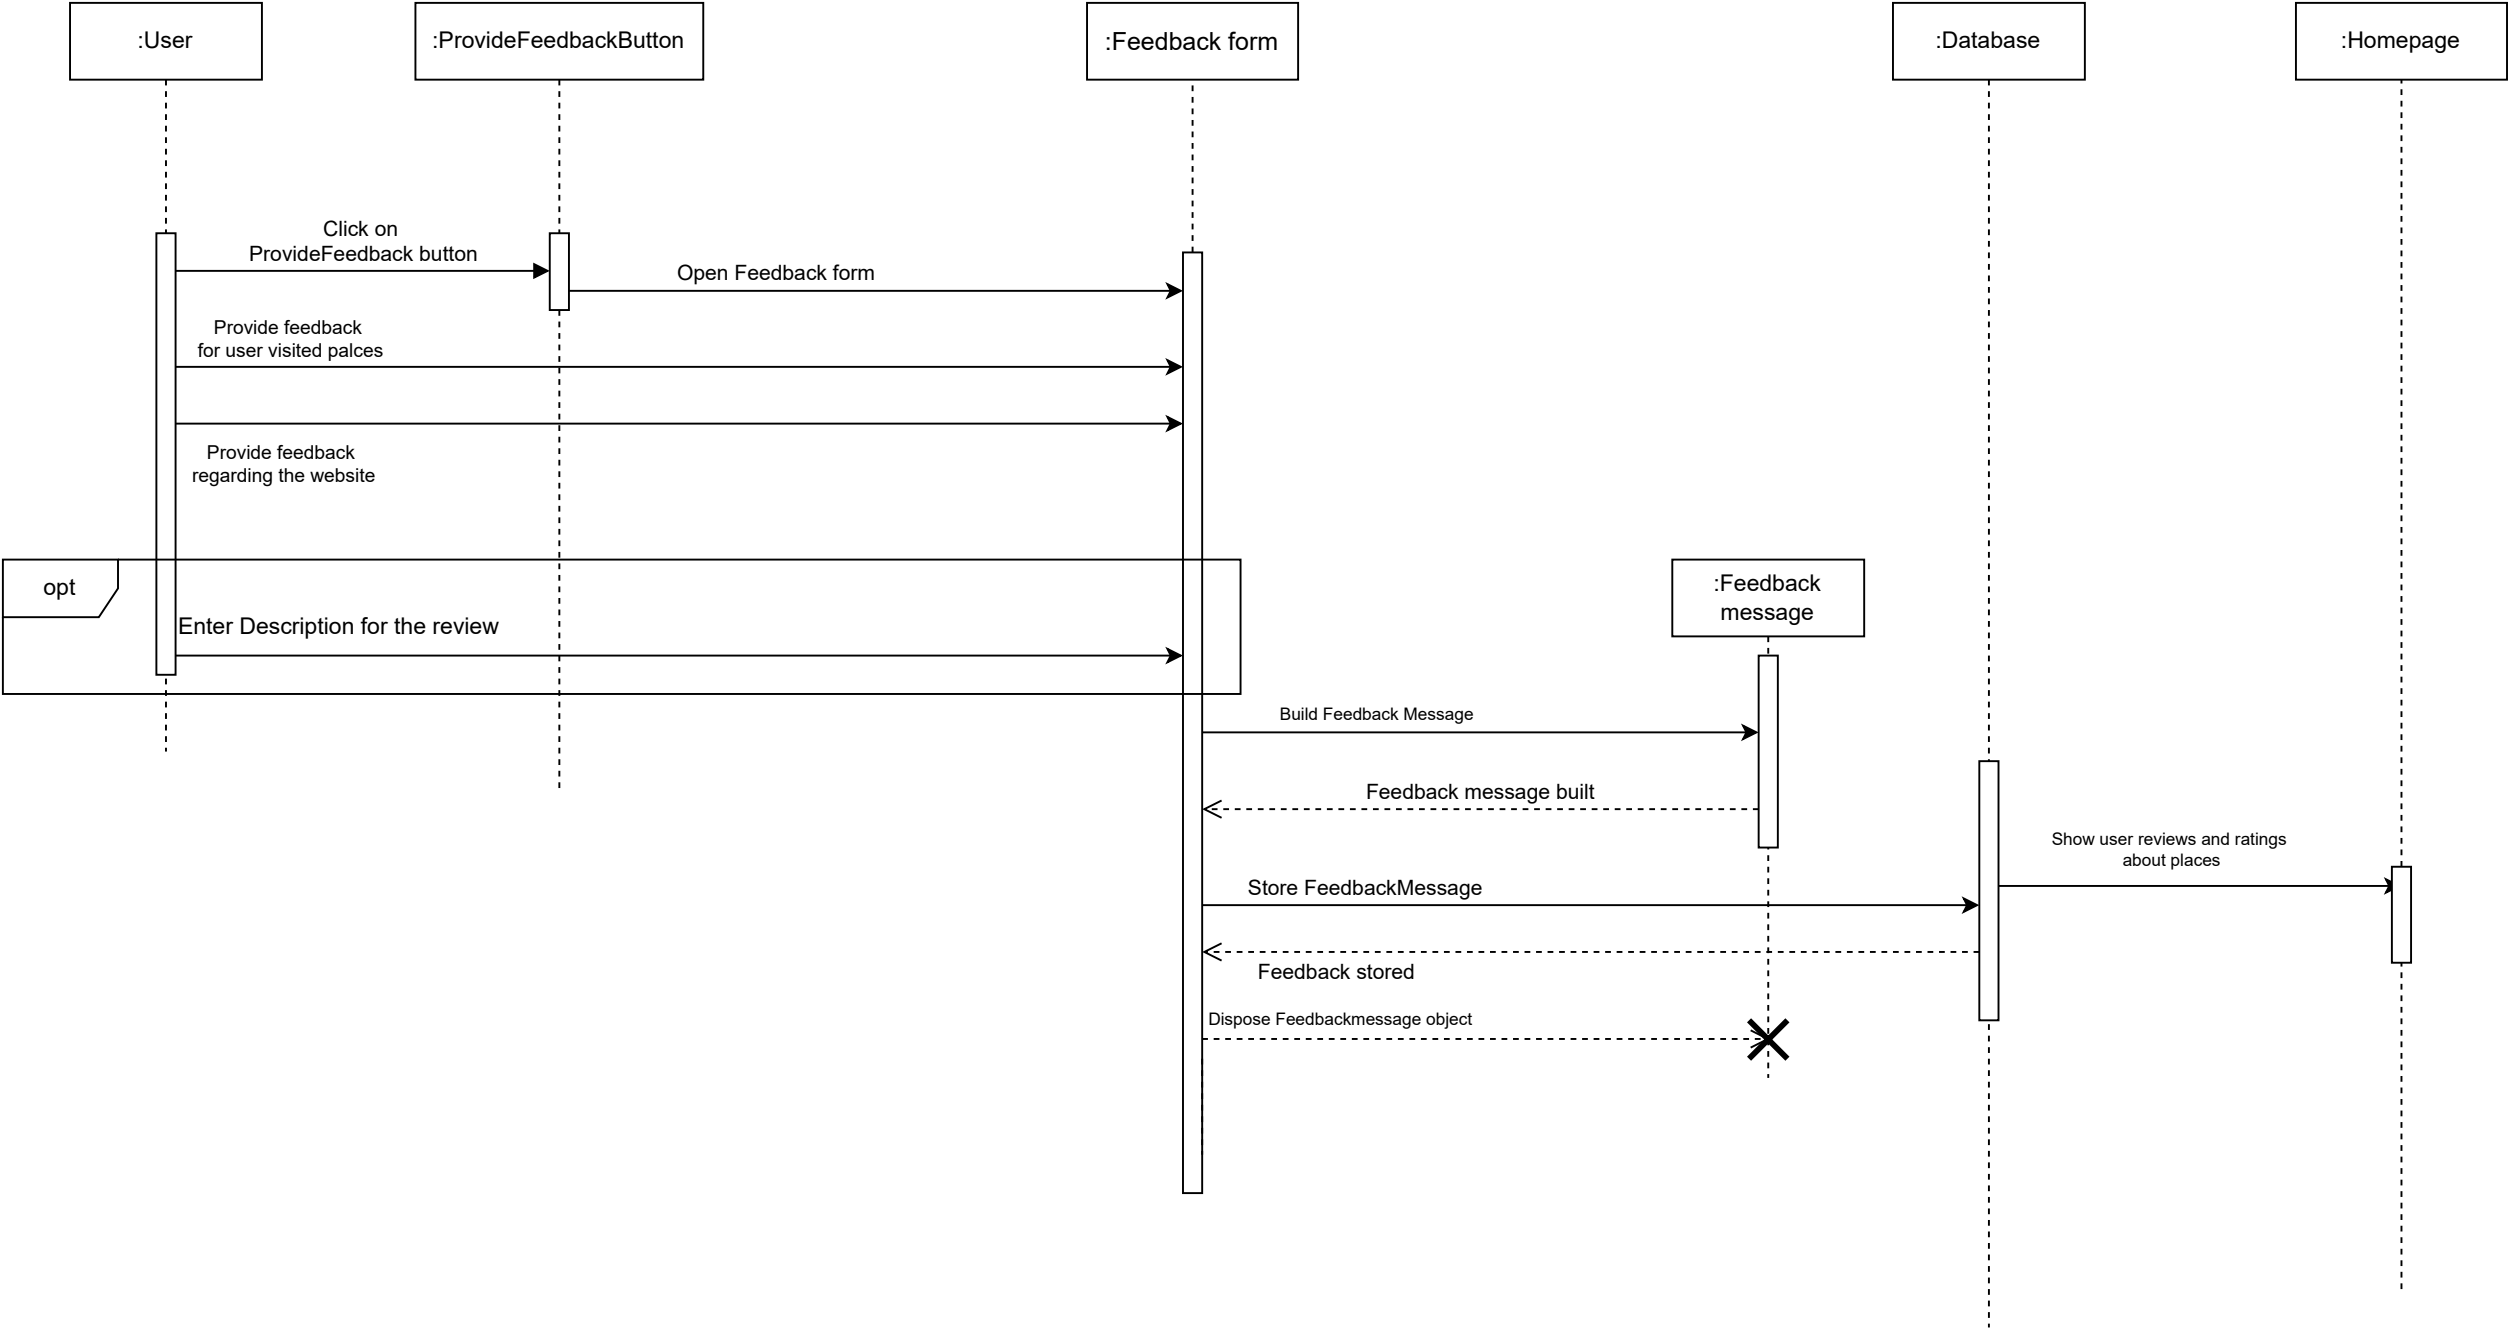 :User
:ProvideFeedbackButton
:Feedback form
:Database
:Homepage
Click on
ProvideFeedback button
Open Feedback form
Provide feedback
for user visited palces
Provide feedback
regarding the website
opt
Enter Description for the review
:Feedback
message
Build Feedback Message
Feedback message built
Show user reviews and ratings
about places
Store FeedbackMessage
Feedback stored
Dispose Feedbackmessage object